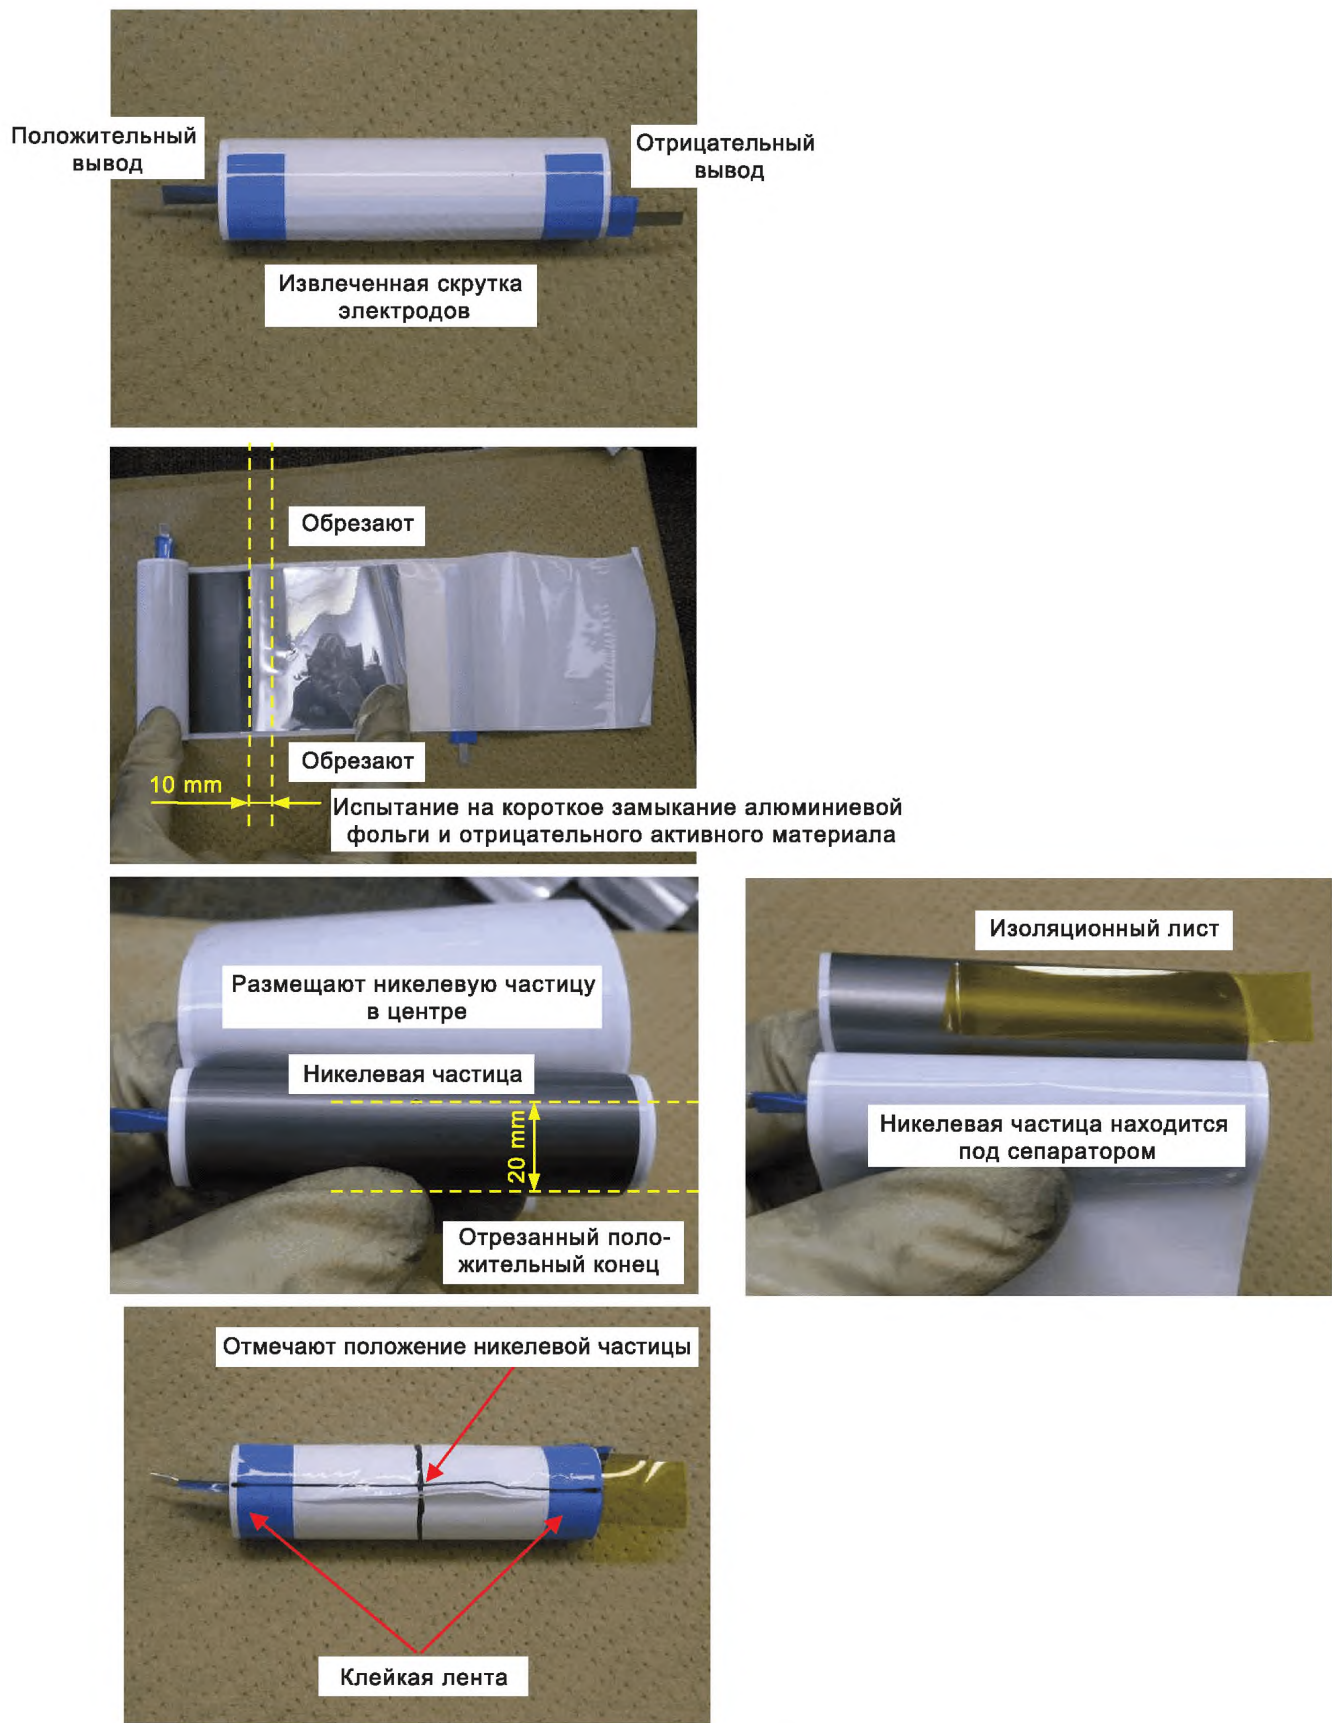 Положительный
вывод
Отрицательный
вывод
Извлеченная скрутка
электродов
Обрезают
Обрезают
10 mm
Испытание на короткое замыкание алюминиевой
фольги и отрицательного активного материала
Размещают никелевую частицу
в центре
Никелевая частица
20 mm
Отрезанный поло-
жительный конец
Изоляционный лист
Никелевая частица находится
под сепаратором
Отмечают положение никелевой частицы
Клейкая лента